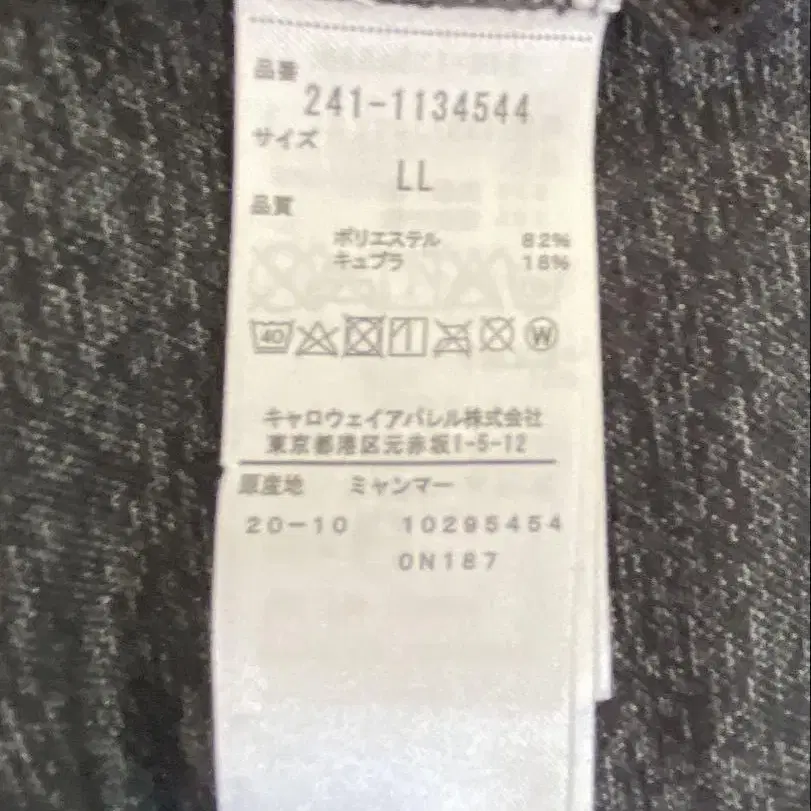 品番
241-1134544
サイズ
LL
品質
ポリエステル 82%
キュプラ 18%
40 W
キャロウェイアパレル株式会社
東京都港区元赤坂1-5-12
原産地 ミャンマー
20-10 10295454
0N187